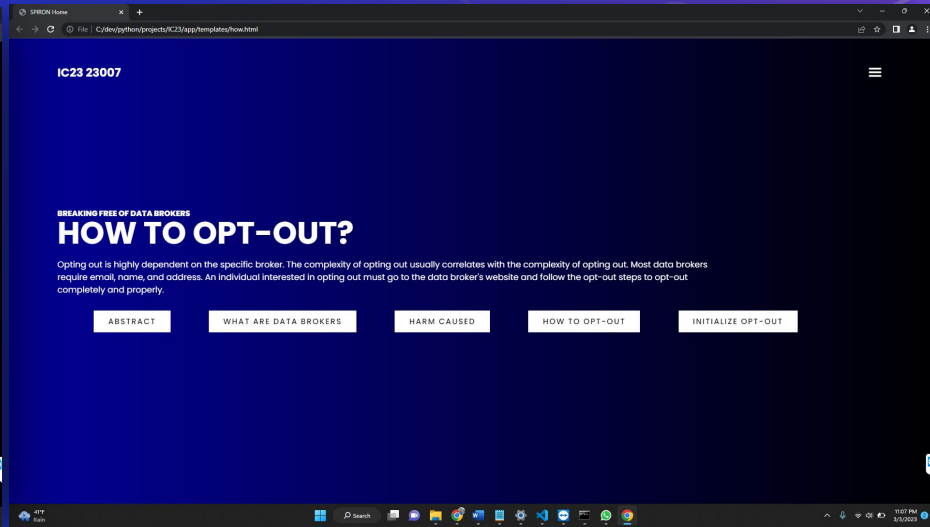 SPIRON Home
File | C:/dev/python/projects/IC23/app/templates/how.html
IC23 23007
BREAKING FREE OF DATA BROKERS
HOW TO OPT-OUT?
Opting out is highly dependent on the specific broker. The complexity of opting out usually correlates with the complexity of opting out. Most data brokers
require email, name, and address. An individual interested in opting out must go to the data broker's website and follow the opt-out steps to opt-out
completely and properly.
ABSTRACT
WHAT ARE DATA BROKERS
HARM CAUSED
HOW TO OPT-OUT
INITIALIZE OPT-OUT
41°F
Rain
Search
11:07 PM
3/3/2023